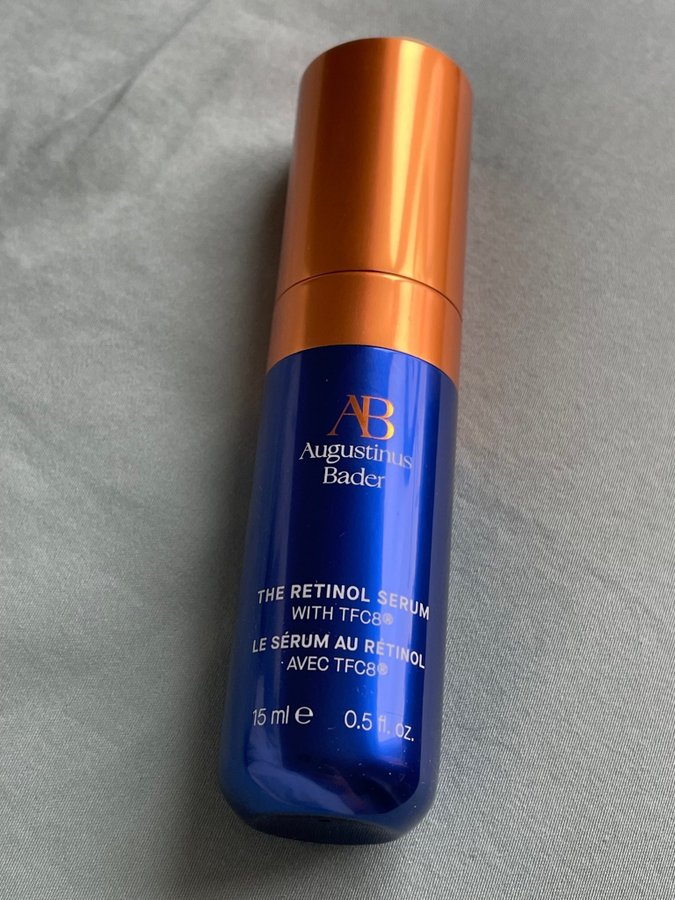 AB
Augustinus
Bader
THE RETINOL SERUM
WITH TFC8®
LE SÉRUM AU RÉTINOL
AVEC TFC8®
15 ml e 0.5 fl. oz.